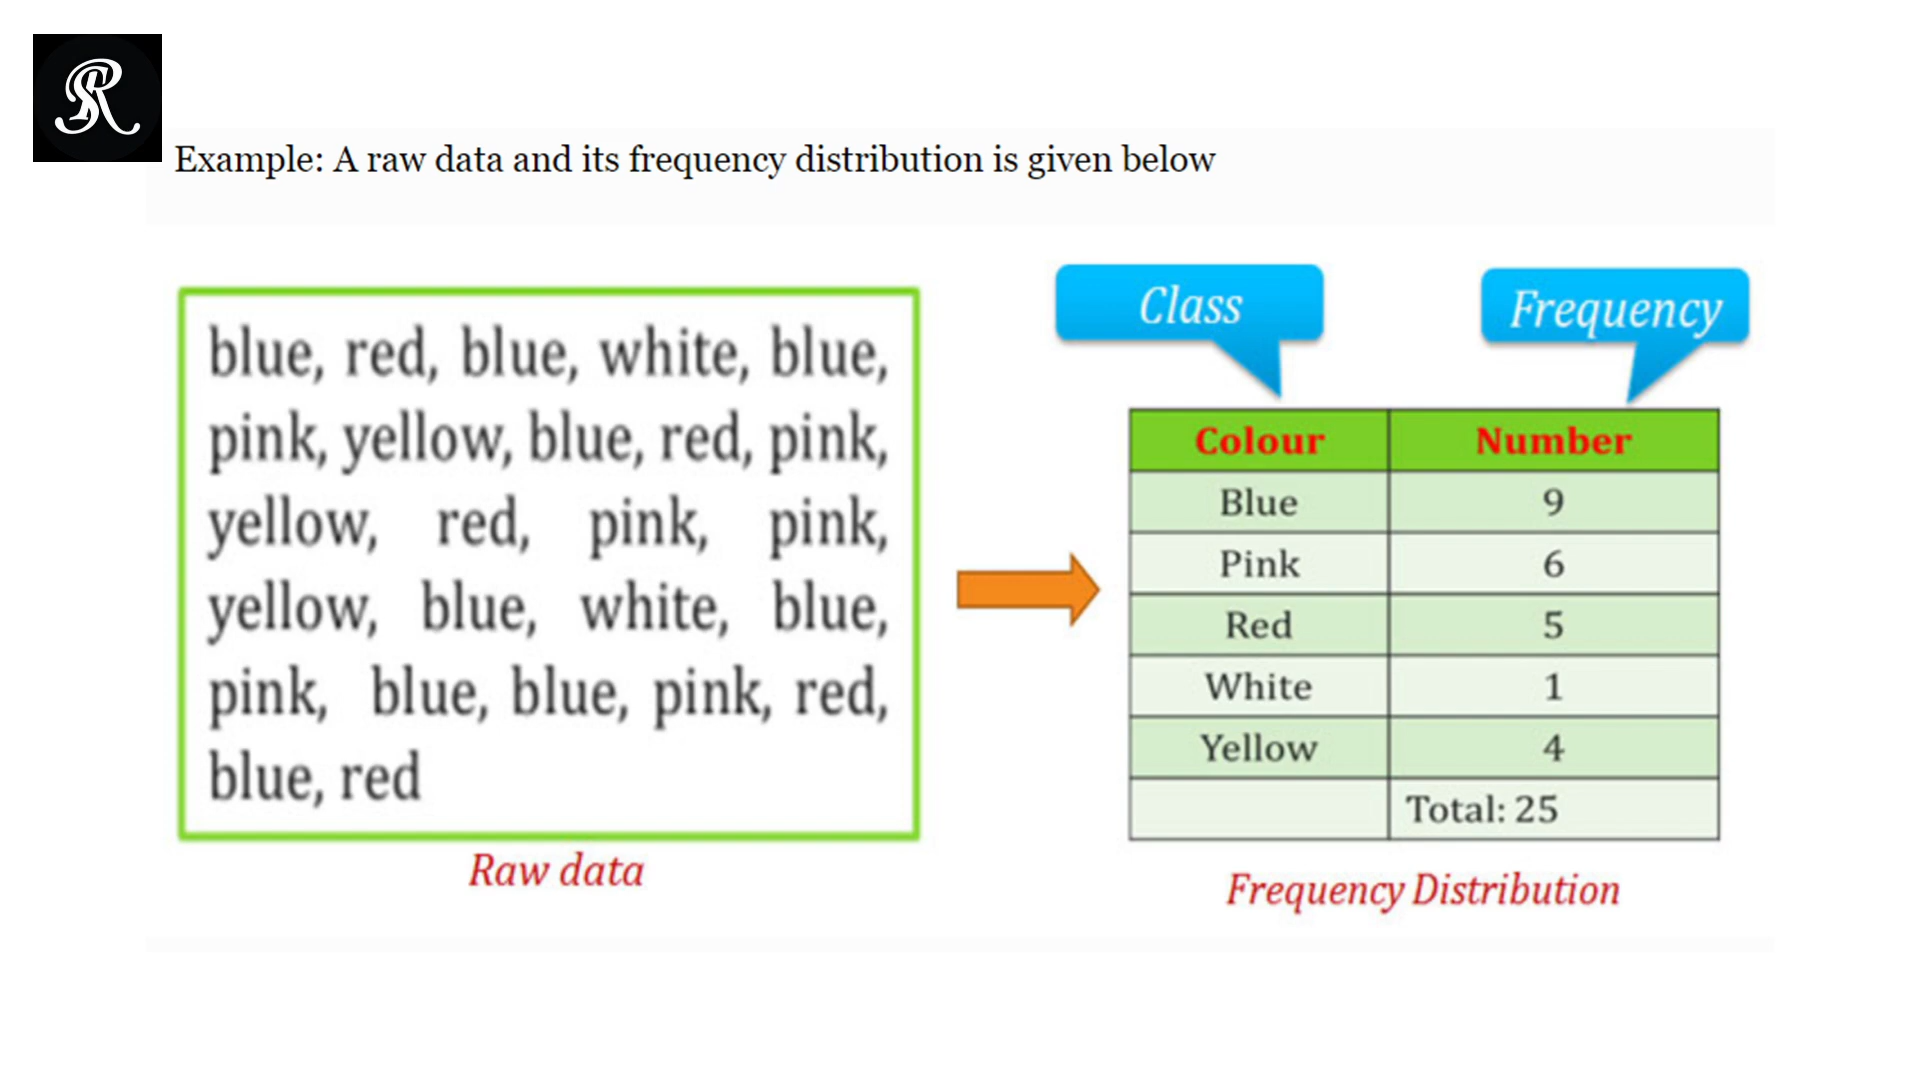 SR
Example: A raw data and its frequency distribution is given below
blue, red, blue, white, blue,
pink, yellow, blue, red, pink,
yellow, red, pink, pink,
yellow, blue, white, blue,
pink, blue, blue, pink, red,
blue, red
Raw data
Class
Frequency
Colour Number
Blue 9
Pink 6
Red 5
White 1
Yellow 4
Total: 25
Frequency Distribution